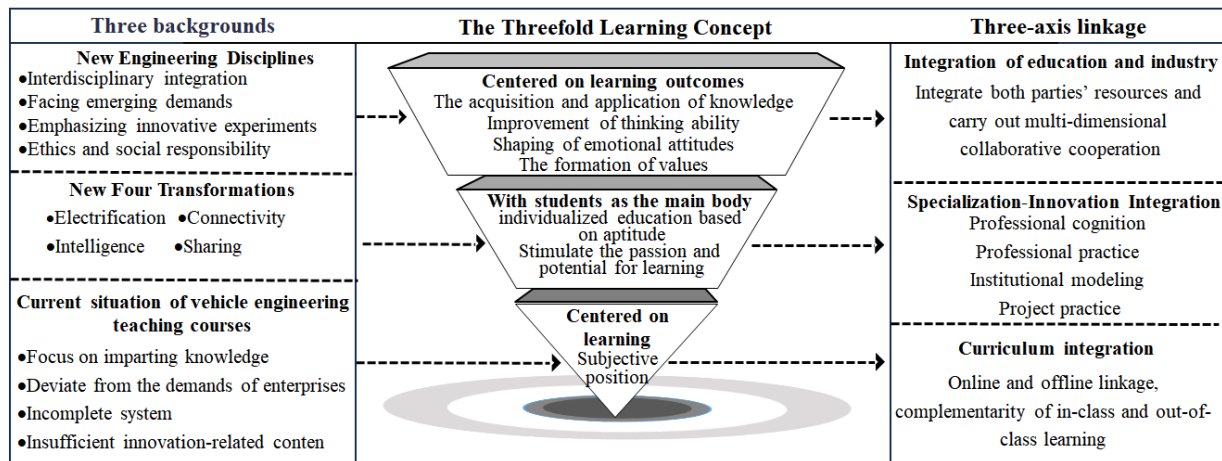 Three backgrounds
New Engineering Disciplines
●Interdisciplinary integration
●Facing emerging demands
●Emphasizing innovative experiments
●Ethics and social responsibility
New Four Transformations
●Electrification ●Connectivity
●Intelligence ●Sharing
Current situation of vehicle engineering
teaching courses
●Focus on imparting knowledge
●Deviate from the demands of enterprises
●Incomplete system
●Insufficient innovation-related conten
The Threefold Learning Concept
Centered on learning outcomes
The acquisition and application of knowledge
Improvement of thinking ability
Shaping of emotional attitudes
The formation of values
With students as the main body
individualized education based
on aptitude
Stimulate the passion and
potential for learning
Centered on
learning
Subjective
position
Three-axis linkage
Integration of education and industry
Integrate both parties’ resources and
carry out multi-dimensional
collaborative cooperation
Specialization-Innovation Integration
Professional cognition
Professional practice
Institutional modeling
Project practice
Curriculum integration
Online and offline linkage,
complementarity of in-class and out-of-
class learning